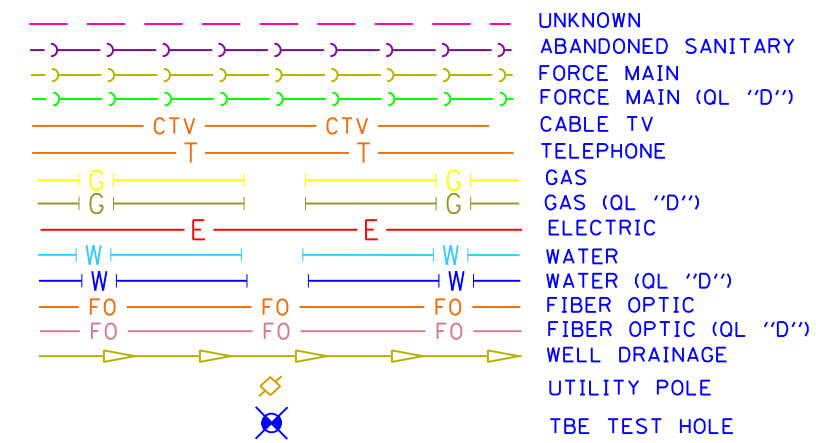 UNKNOWN
ABANDONED SANITARY
FORCE MAIN
FORCE MAIN (QL "D")
CTV CTV CABLE TV
T T TELEPHONE
G G GAS
G G GAS (QL "D")
E E ELECTRIC
W W WATER
W W WATER (QL "D")
FO FO FO FIBER OPTIC
FO FO FO FIBER OPTIC (QL "D")
WELL DRAINAGE
UTILITY POLE
TBE TEST HOLE